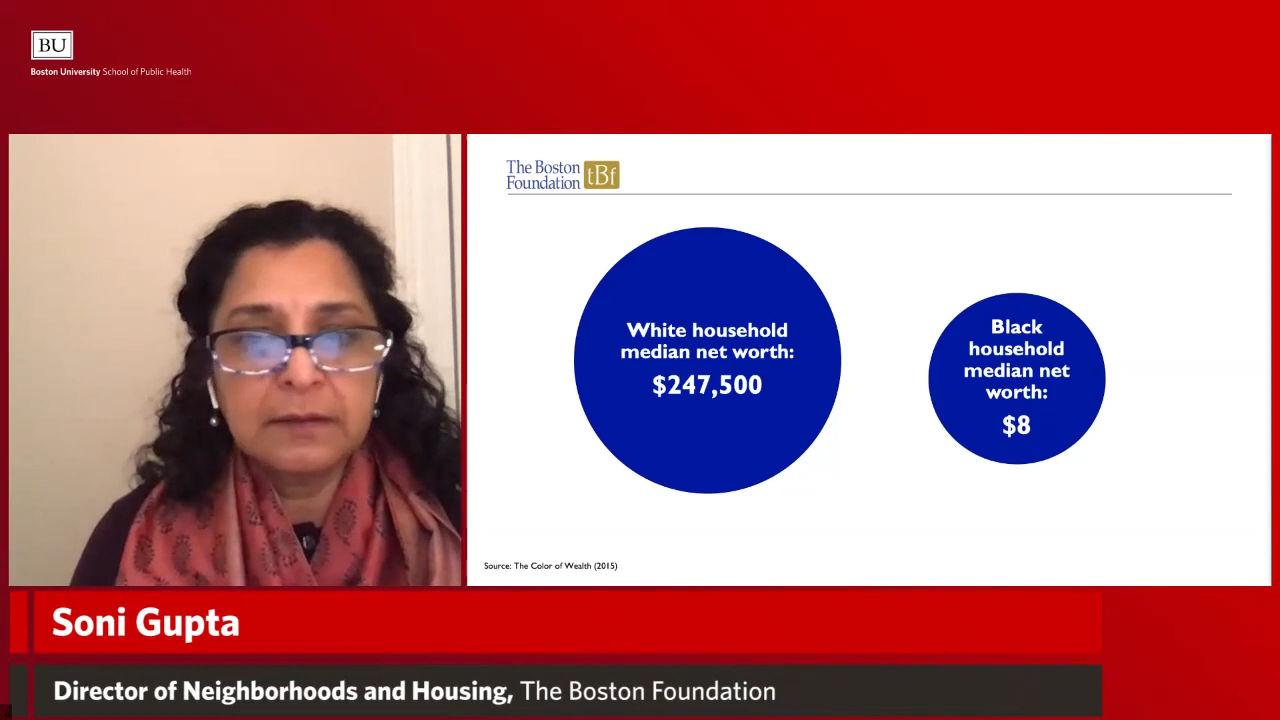 BU
Boston University School of Public Health
The Boston
Foundation
tBf
White household
median net worth:
$247,500
Black
household
median net
worth:
$8
Source: The Color of Wealth (2015)
Soni Gupta
Director of Neighborhoods and Housing, The Boston Foundation